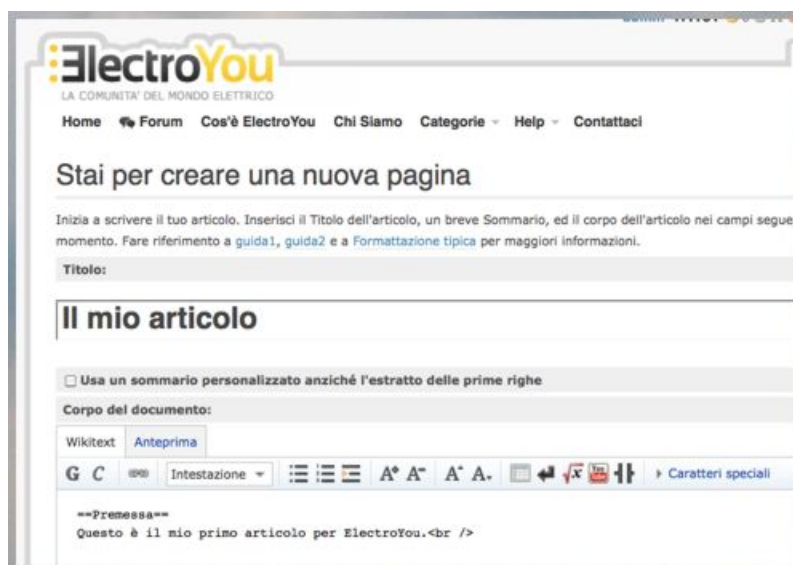 ElectroYou
LA COMUNITA' DEL MONDO ELETTRICO
Home Forum Cos'è ElectroYou Chi Siamo Categorie Help Contattaci
Stai per creare una nuova pagina
Inizia a scrivere il tuo articolo. Inserisci il Titolo dell'articolo, un breve Sommario, ed il corpo dell'articolo nei campi segue
momento. Fare riferimento a guida1, guida2 e a Formattazione tipica per maggiori informazioni.
Titolo:
Il mio articolo
Usa un sommario personalizzato anziché l'estratto delle prime righe
Corpo del documento:
Wikitext Anteprima
G C Intestazione A A A A Caratteri speciali
==Premessa==
Questo è il mio primo articolo per ElectroYou.<br />